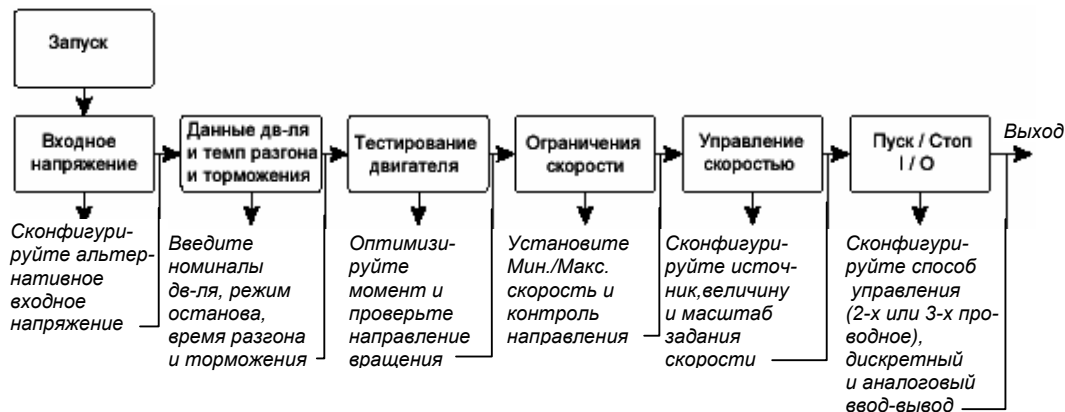 Запуск
Входное
напряжение
Данные дв-ля
и темп разгона
и торможения
Тестирование
двигателя
Ограничения
скорости
Управление
скоростью
Пуск / Стоп
I / O
Выход
Сконфигури-
руйте альтер-
нативное
входное
напряжение
Введите
номиналы
дв-ля, режим
останова,
время разгона
и торможения
Оптимизи-
руйте
момент и
проверьте
направление
вращения
Установите
Мин./Макс.
скорость и
контроль
направления
Сконфигури-
руйте источ-
ник,величину
и масштаб
задания
скорости
Сконфигури-
руйте способ
управления
(2-х или 3-х про-
водное),
дискретный
и аналоговый
ввод-вывод